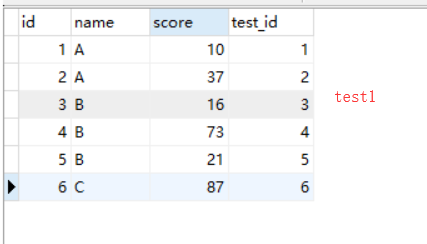 id name score test_id
1 A 10 1
2 A 37 2
3 B 16 3
4 B 73 4
5 B 21 5
6 C 87 6
test1